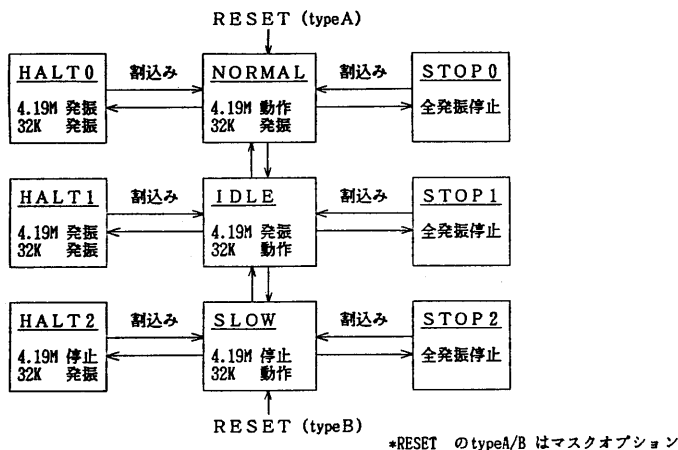 RESET (typeA)
HALT0
4.19M 発振
32K 発振
割込み
NORMAL
4.19M 動作
32K 発振
割込み
STOP0
全発振停止
HALT1
4.19M 発振
32K 発振
割込み
IDLE
4.19M 発振
32K 動作
割込み
STOP1
全発振停止
HALT2
4.19M 停止
32K 発振
割込み
SLOW
4.19M 停止
32K 動作
割込み
STOP2
全発振停止
RESET (typeB)
*RESET のtypeA/B はマスクオプション